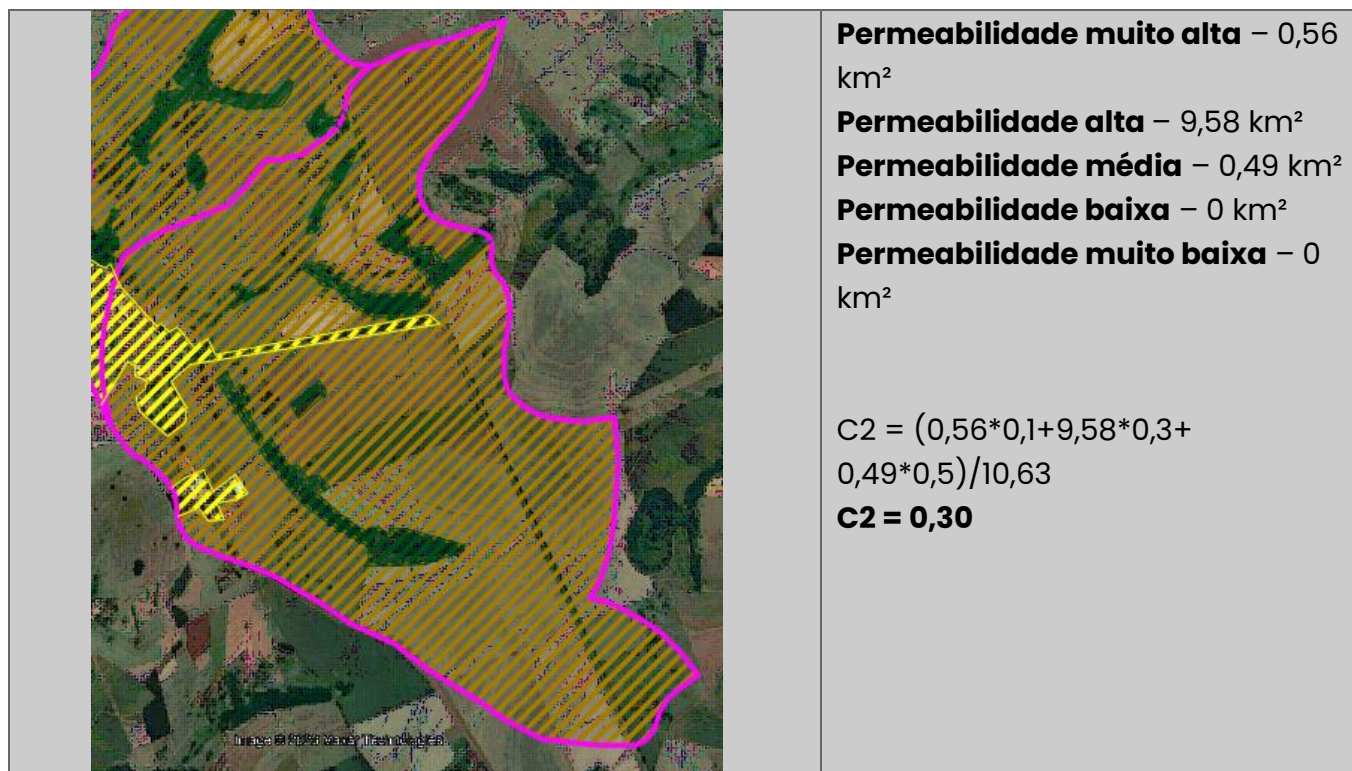 Permeabilidade muito alta – 0,56
km²
Permeabilidade alta – 9,58 km²
Permeabilidade média – 0,49 km²
Permeabilidade baixa – 0 km²
Permeabilidade muito baixa – 0
km²
C2 = (0,56*0,1+9,58*0,3+
0,49*0,5)/10,63
C2 = 0,30
Image ©